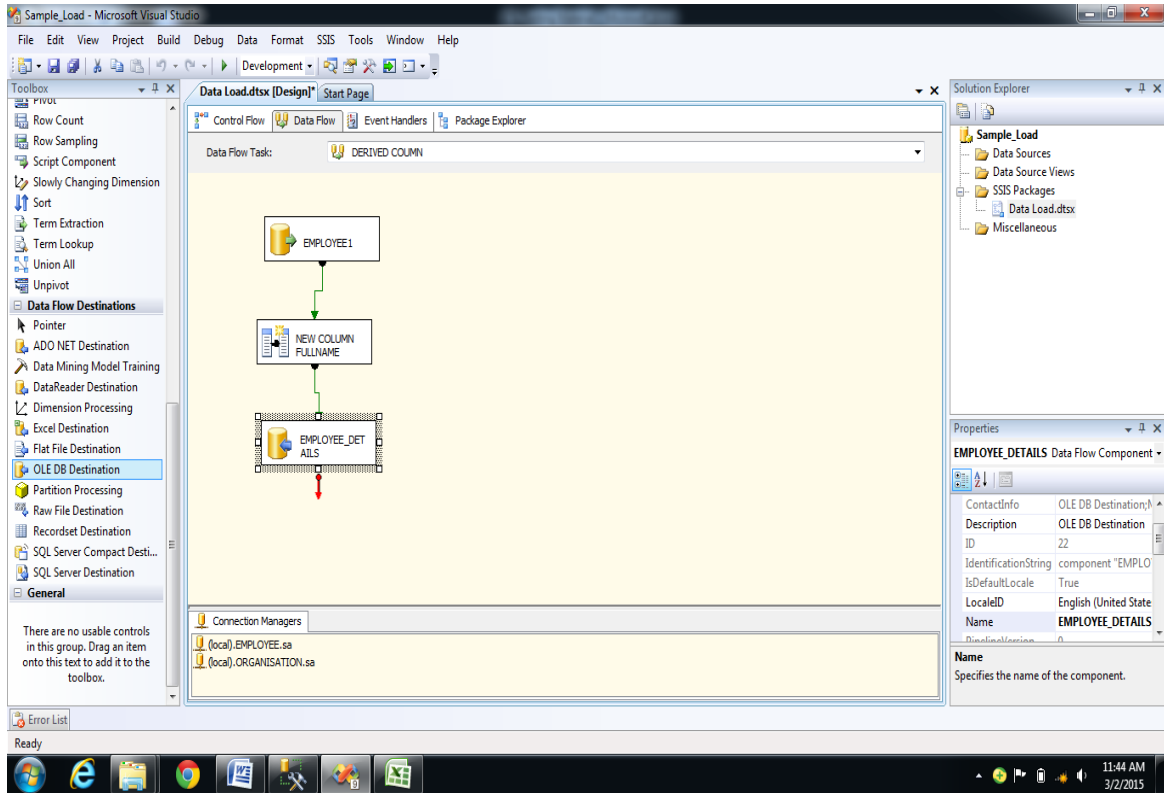 Sample_Load - Microsoft Visual Studio
File Edit View Project Build Debug Data Format SSIS Tools Window Help
Development
Toolbox
Pivot
Row Count
Row Sampling
Script Component
Slowly Changing Dimension
Sort
Term Extraction
Term Lookup
Union All
Unpivot
Data Flow Destinations
Pointer
ADO NET Destination
Data Mining Model Training
DataReader Destination
Dimension Processing
Excel Destination
Flat File Destination
OLE DB Destination
Partition Processing
Raw File Destination
Recordset Destination
SQL Server Compact Desti...
SQL Server Destination
General
There are no usable controls
in this group. Drag an item
onto this text to add it to the
toolbox.
Data Load.dtsx [Design]* Start Page
Control Flow Data Flow Event Handlers Package Explorer
Data Flow Task: DERIVED COUMN
EMPLOYEE1
NEW COLUMN
FULLNAME
EMPLOYEE_DET
AILS
Connection Managers
(local).EMPLOYEE.sa
(local).ORGANISATION.sa
Solution Explorer
Sample_Load
Data Sources
Data Source Views
SSIS Packages
Data Load.dtsx
Miscellaneous
Properties
EMPLOYEE_DETAILS Data Flow Component
ContactInfo OLE DB Destination;M
Description OLE DB Destination
ID 22
IdentificationString component "EMPLO
IsDefaultLocale True
LocaleID English (United State
Name EMPLOYEE_DETAILS
PipelineVersion 0
Name
Specifies the name of the component.
Error List
Ready
11:44 AM
3/2/2015